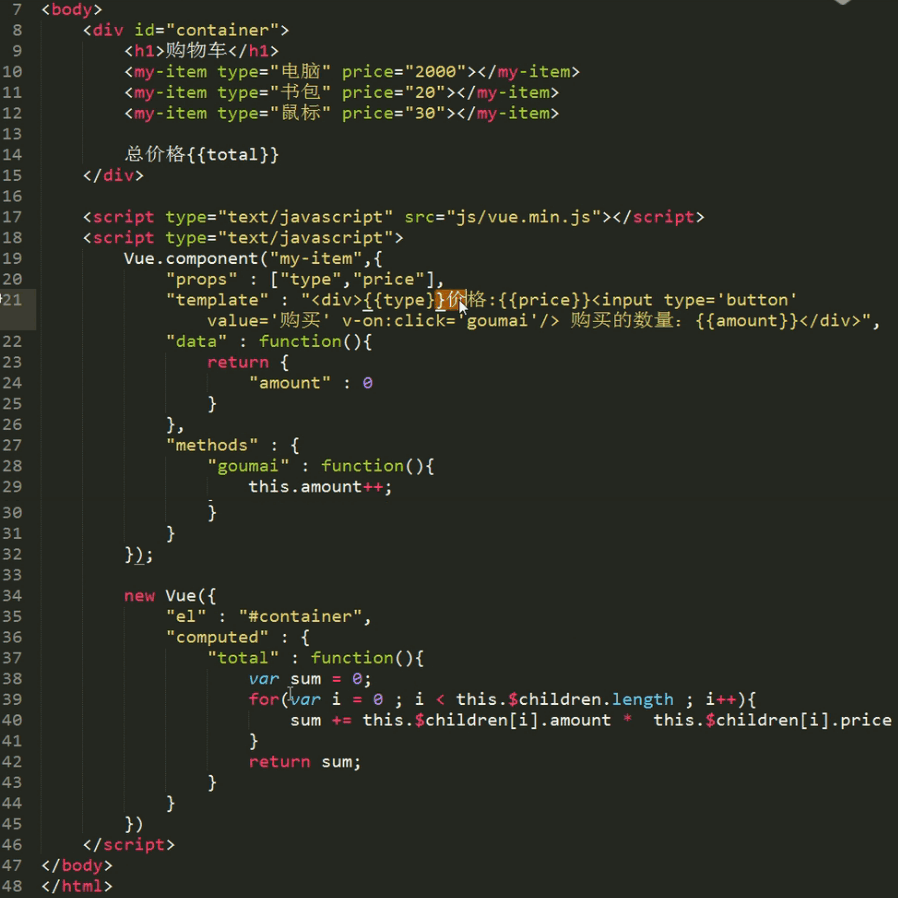 7 <body>
8 <div id="container">
9 <h1>购物车</h1>
10 <my-item type="电脑" price="2000"></my-item>
11 <my-item type="书包" price="20"></my-item>
12 <my-item type="鼠标" price="30"></my-item>
13
14 总价格{{total}}
15 </div>
16
17 <script type="text/javascript" src="js/vue.min.js"></script>
18 <script type="text/javascript">
19 Vue.component("my-item",{
20 "props" : ["type","price"],
21 "template" : "<div>{{type}}价格:{{price}}<input type='button'
value='购买' v-on:click='goumai'/> 购买的数量: {{amount}}</div>",
22 "data" : function(){
23 return {
24 "amount" : 0
25 }
26 },
27 "methods" : {
28 "goumai" : function(){
29 this.amount++;
30 }
31 }
32 });
33
34 new Vue({
35 "el" : "#container",
36 "computed" : {
37 "total" : function(){
38 var sum = 0;
39 for(var i = 0 ; i < this.$children.length ; i++){
40 sum += this.$children[i].amount * this.$children[i].price
41 }
42 return sum;
43 }
44 }
45 })
46 </script>
47 </body>
48 </html>